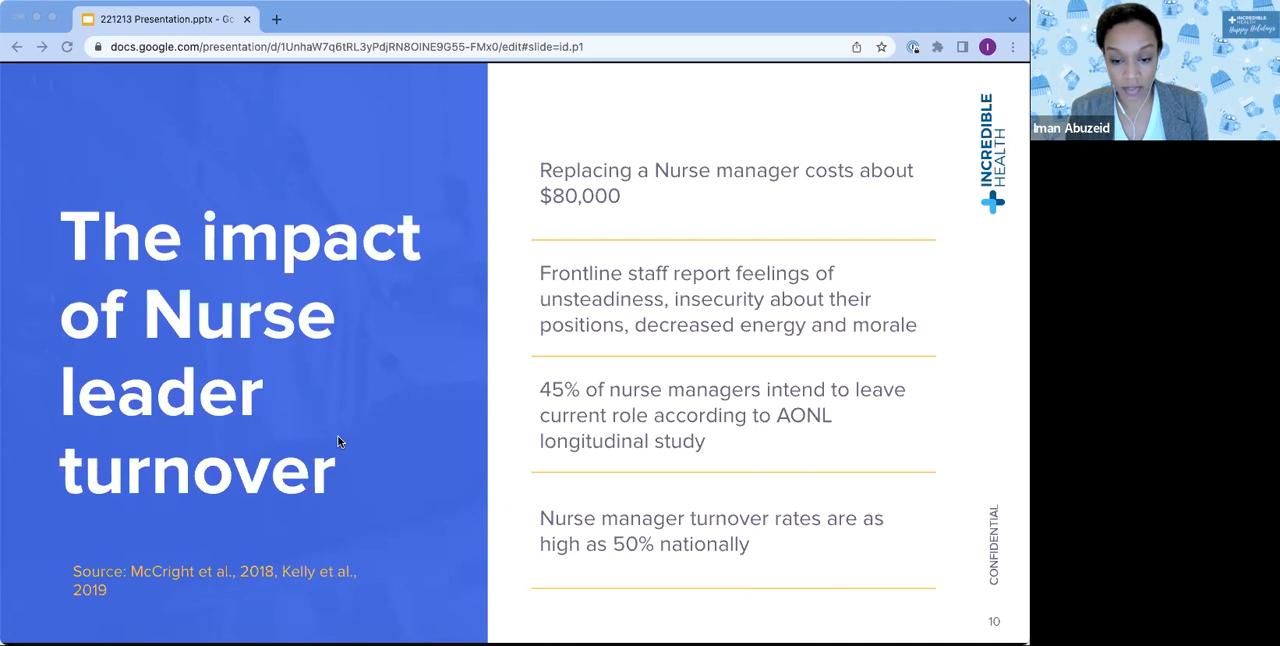 221213 Presentation.pptx - Go
docs.google.com/presentation/d/1UnhaW7q6tRL3yPdjRN8OINE9G55-FMx0/edit#slide=id.p1
I
The impact
of Nurse
leader
turnover
Source: McCright et al., 2018, Kelly et al.,
2019
Replacing a Nurse manager costs about
$80,000
Frontline staff report feelings of
unsteadiness, insecurity about their
positions, decreased energy and morale
45% of nurse managers intend to leave
current role according to AONL
longitudinal study
Nurse manager turnover rates are as
high as 50% nationally
INCREDIBLE
HEALTH
CONFIDENTIAL
10
INCREDIBLE
HEALTH
Happy Holidays
Iman Abuzeid